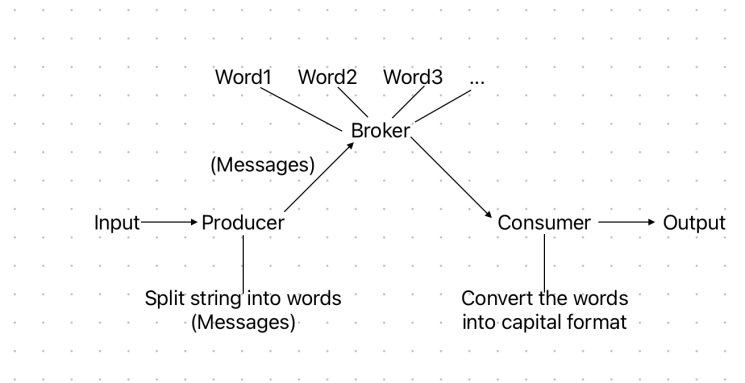 Word1 Word2 Word3 ...
Broker
(Messages)
Input Producer Consumer Output
Split string into words
(Messages)
Convert the words
into capital format